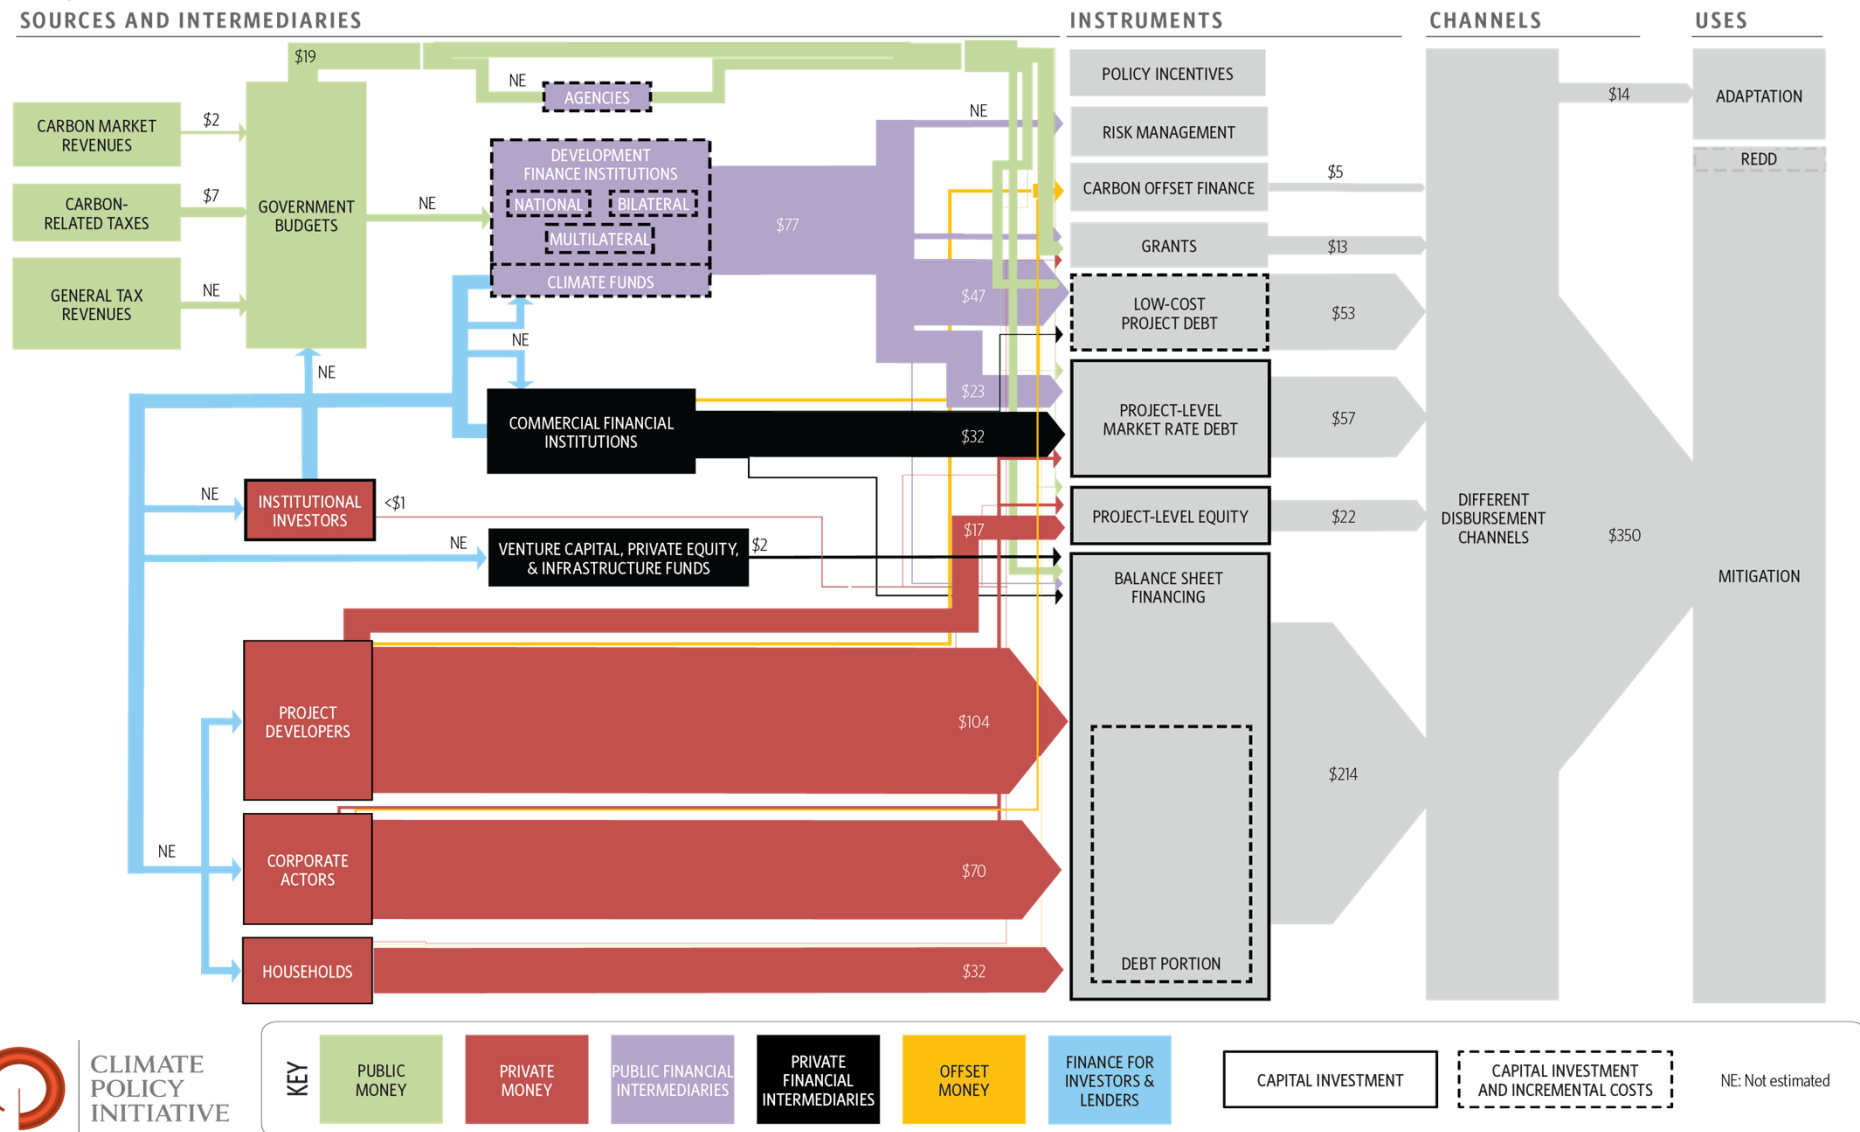 SOURCES AND INTERMEDIARIES
INSTRUMENTS
CHANNELS
USES
$19
NE
AGENCIES
CARBON MARKET
REVENUES
$2
CARBON-
RELATED TAXES
$7
GENERAL TAX
REVENUES
NE
GOVERNMENT
BUDGETS
NE
DEVELOPMENT
FINANCE INSTITUTIONS
NATIONAL
BILATERAL
MULTILATERAL
CLIMATE FUNDS
$77
NE
$47
$23
NE
NE
COMMERCIAL FINANCIAL
INSTITUTIONS
$32
NE
INSTITUTIONAL
INVESTORS
<$1
NE
VENTURE CAPITAL, PRIVATE EQUITY,
& INFRASTRUCTURE FUNDS
$2
$17
PROJECT
DEVELOPERS
$104
NE
CORPORATE
ACTORS
$70
HOUSEHOLDS
$32
POLICY INCENTIVES
RISK MANAGEMENT
CARBON OFFSET FINANCE
$5
GRANTS
$13
LOW-COST
PROJECT DEBT
$53
PROJECT-LEVEL
MARKET RATE DEBT
$57
PROJECT-LEVEL EQUITY
$22
BALANCE SHEET
FINANCING
$214
DEBT PORTION
DIFFERENT
DISBURSEMENT
CHANNELS
$14
$350
ADAPTATION
REDD
MITIGATION
CLIMATE
POLICY
INITIATIVE
KEY
PUBLIC
MONEY
PRIVATE
MONEY
PUBLIC FINANCIAL
INTERMEDIARIES
PRIVATE
FINANCIAL
INTERMEDIARIES
OFFSET
MONEY
FINANCE FOR
INVESTORS &
LENDERS
CAPITAL INVESTMENT
CAPITAL INVESTMENT
AND INCREMENTAL COSTS
NE: Not estimated